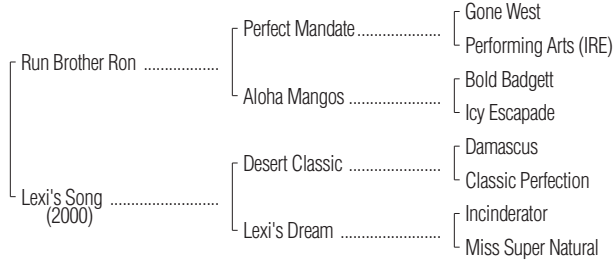 Gone West
Perfect Mandate ...................
Performing Arts (IRE)
Run Brother Ron ...................
Bold Badgett
Aloha Mangos .....................
Icy Escapade
Damascus
Desert Classic .....................
Classic Perfection
Lexi's Song .....................
(2000)
Incinderator
Lexi's Dream .....................
Miss Super Natural